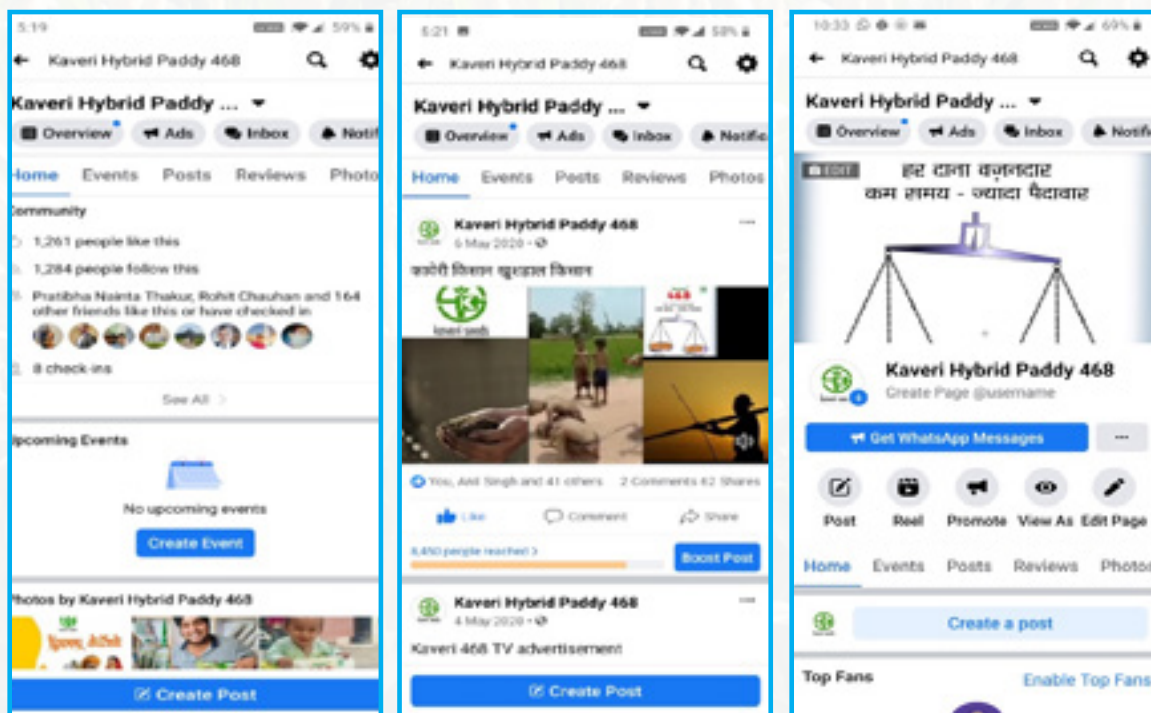 5:19
59%
Kaveri Hybrid Paddy 468
Kaveri Hybrid Paddy ...
Overview Ads Inbox Notif
Home Events Posts Reviews Photo
Community
1,261 people like this
1,284 people follow this
Pratibha Nainta Thakur, Rohit Chauhan and 164
other friends like this or have checked in
8 check-ins
See All
Upcoming Events
No upcoming events
Create Event
Photos by Kaveri Hybrid Paddy 468
Create Post
5:21
Kaveri Hybrid Paddy 468
Kaveri Hybrid Paddy ...
Overview Ads Inbox Notific
Home Events Posts Reviews Photos
Kaveri Hybrid Paddy 468
6 May 2020
कावेरी किसान खुशहाल किसान
kaveri seeds
468
You, Anil Singh and 41 others 2 Comments 62 Shares
Like Comment Share
people reached
Boost Post
Kaveri Hybrid Paddy 468
4 May 2020
Kaveri 468 TV advertisement
Create Post
10:33
69%
Kaveri Hybrid Paddy 468
Kaveri Hybrid Paddy ...
Overview Ads Inbox Notifi
EDIT
हर दाना वज़नदार
कम समय - ज्यादा पैदावार
Kaveri Hybrid Paddy 468
Create Page @username
Get WhatsApp Messages
Post Reel Promote View As Edit Page
Home Events Posts Reviews Photos
Create a post
Top Fans Enable Top Fans